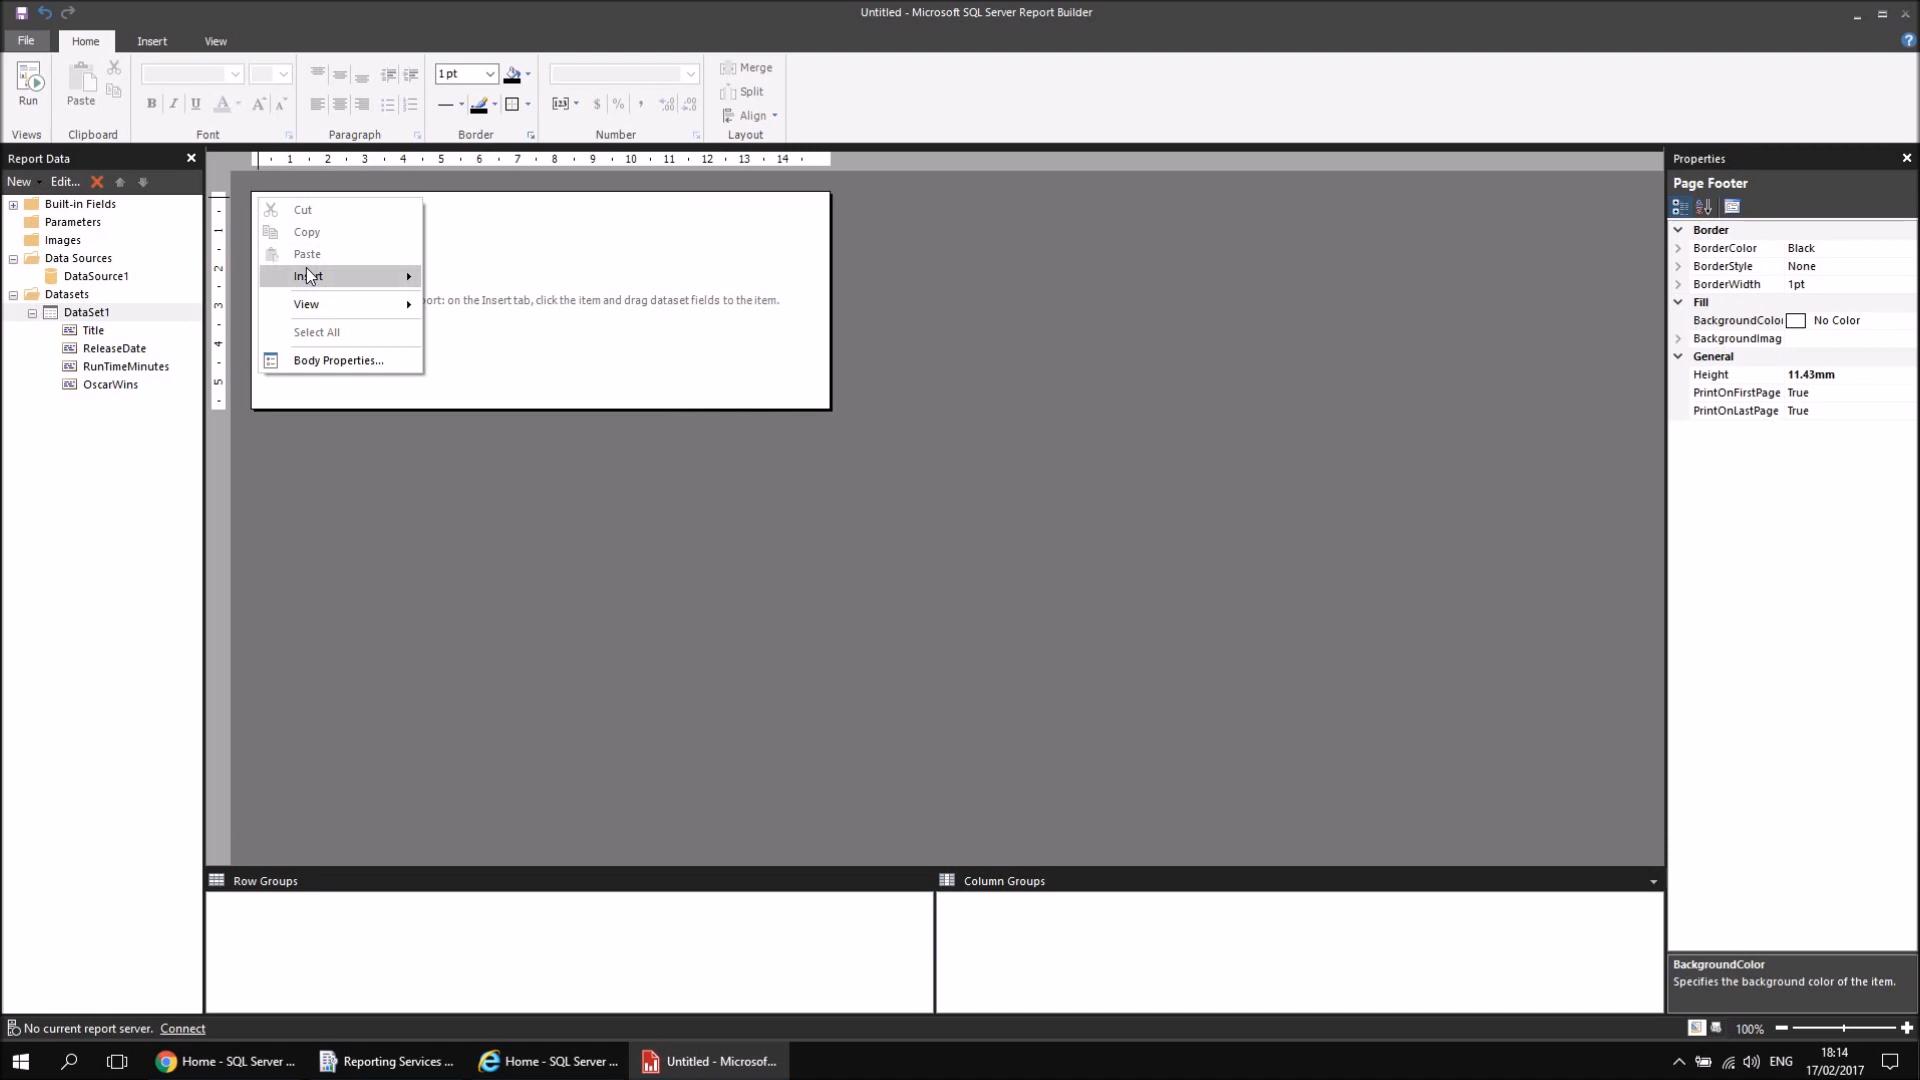 Untitled - Microsoft SQL Server Report Builder
File Home Insert View
Run
Paste
1pt
Merge
Split
Align
Views Clipboard Font Paragraph Border Number Layout
Report Data
New Edit...
Built-in Fields
Parameters
Images
Data Sources
DataSource1
Datasets
DataSet1
Title
ReleaseDate
RunTimeMinutes
OscarWins
1 2 3 4 5 6 7 8 9 10 11 12 13 14
1
2
3
4
5
Cut
Copy
Paste
Insert
View
Select All
Body Properties...
ort: on the Insert tab, click the item and drag dataset fields to the item.
Row Groups
Column Groups
Properties
Page Footer
Border
BorderColor Black
BorderStyle None
BorderWidth 1pt
Fill
BackgroundColor No Color
BackgroundImag
General
Height 11.43mm
PrintOnFirstPage True
PrintOnLastPage True
BackgroundColor
Specifies the background color of the item.
No current report server. Connect
100%
Home - SQL Server ...
Reporting Services ...
Home - SQL Server ...
Untitled - Microsof...
ENG
18:14
17/02/2017